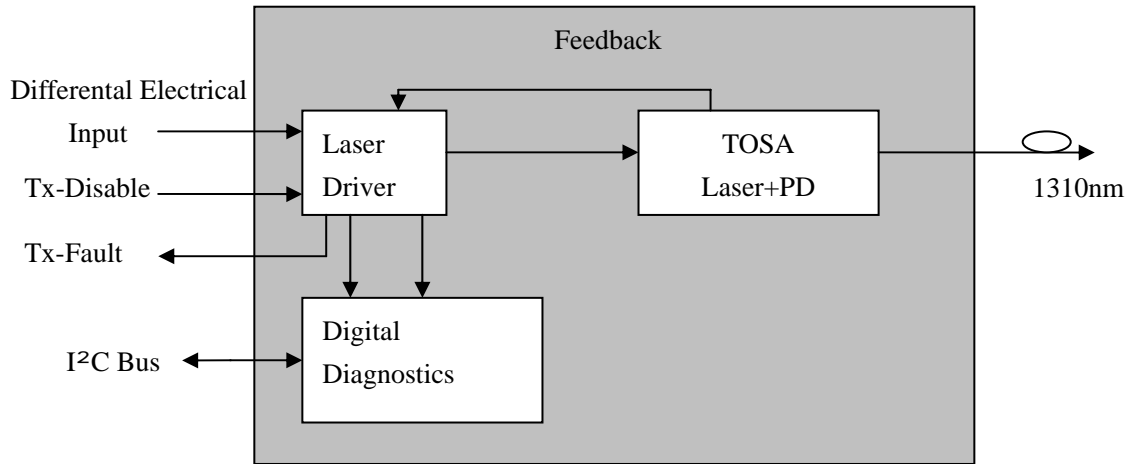 Feedback
Differental Electrical
Input
Tx-Disable
Tx-Fault
I²C Bus
Laser
Driver
TOSA
Laser+PD
1310nm
Digital
Diagnostics